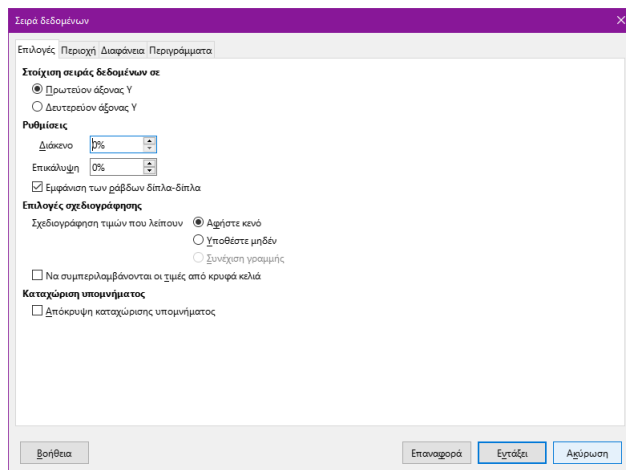 Σειρά δεδομένων
Επιλογές Περιοχή Διαφάνεια Περιγράμματα
Στοίχιση σειράς δεδομένων σε
Πρωτεύον άξονας Υ
Δευτερεύον άξονας Υ
Ρυθμίσεις
Διάκενο 0%
Επικάλυψη 0%
Εμφάνιση των ράβδων δίπλα-δίπλα
Επιλογές σχεδιογράφησης
Σχεδιογράφηση τιμών που λείπουν Αφήστε κενό
Υποθέστε μηδέν
Συνέχιση γραμμής
Να συμπεριλαμβάνονται οι τιμές από κρυφά κελιά
Καταχώριση υπομνήματος
Απόκρυψη καταχώρισης υπομνήματος
Βοήθεια Επαναφορά Εντάξει Ακύρωση